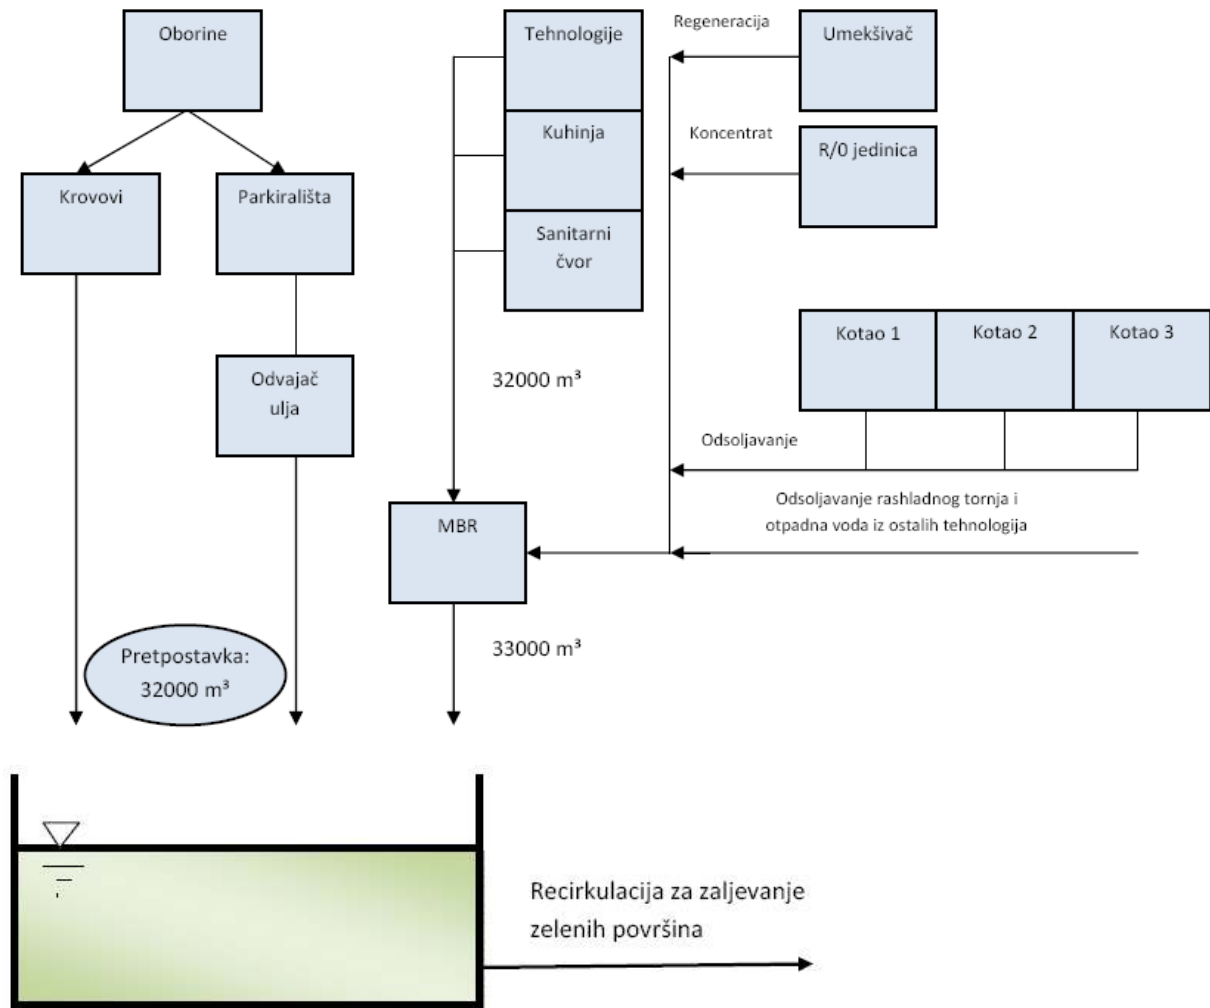 Oborine
Krovovi
Parkirališta
Odvajač
ulja
Pretpostavka:
32000 m³
Tehnologije
Kuhinja
Sanitarni
čvor
32000 m³
MBR
33000 m³
Regeneracija
Umekšivač
Koncentrat
R/0 jedinica
Kotao 1
Kotao 2
Kotao 3
Odsoljavanje
Odsoljavanje rashladnog tornja i
otpadna voda iz ostalih tehnologija
Recirkulacija za zaljevanje
zelenih površina